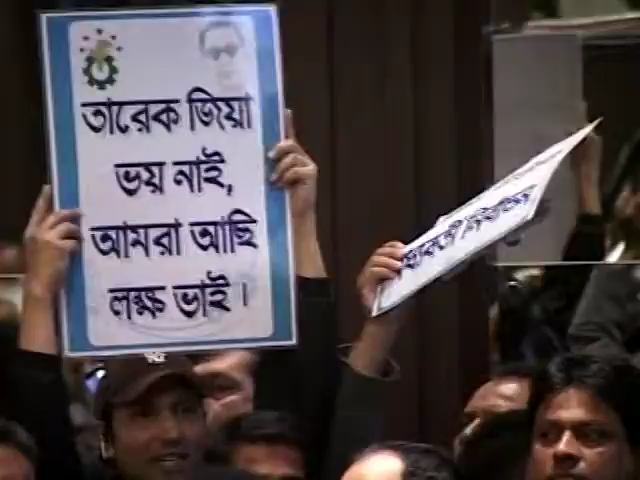 তারেক জিয়া
ভয় নাই,
আমরা আছি
লক্ষ ভাই।